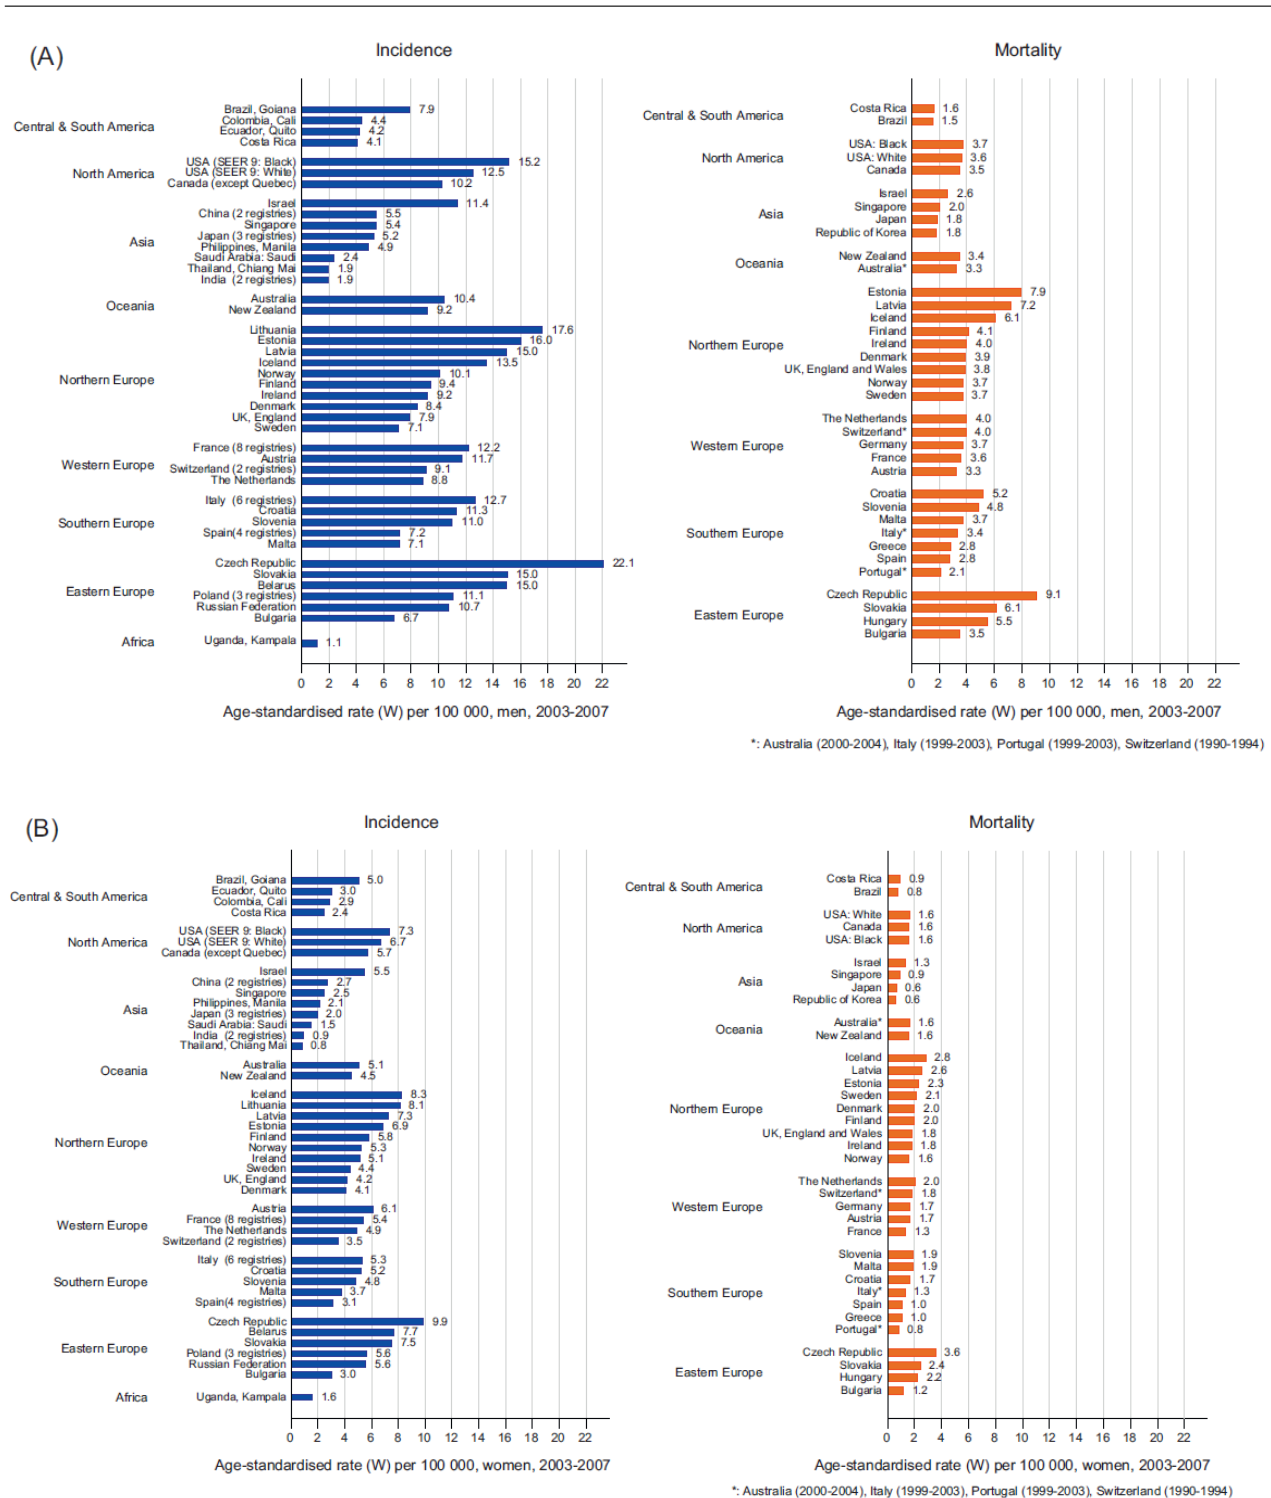 (A)
Incidence
Central & South America
Brazil, Goiana 7.9
Colombia, Cali 4.4
Ecuador, Quito 4.2
Costa Rica 4.1
North America
USA (SEER 9: Black) 15.2
USA (SEER 9: White) 12.5
Canada (except Quebec) 10.2
Asia
Israel 11.4
China (2 registries) 5.5
Singapore 5.4
Japan (3 registries) 5.2
Philippines, Manila 4.9
Saudi Arabia: Saudi 2.4
Thailand, Chiang Mai 1.9
India (2 registries) 1.9
Oceania
Australia 10.4
New Zealand 9.2
Northern Europe
Lithuania 17.6
Estonia 16.0
Latvia 15.0
Iceland 13.5
Norway 10.1
Finland 9.4
Ireland 9.2
Denmark 8.4
UK, England 7.9
Sweden 7.1
Western Europe
France (8 registries) 12.2
Austria 11.7
Switzerland (2 registries) 9.1
The Netherlands 8.8
Southern Europe
Italy (6 registries) 12.7
Croatia 11.3
Slovenia 11.0
Spain(4 registries) 7.2
Malta 7.1
Eastern Europe
Czech Republic 22.1
Slovakia 15.0
Belarus 15.0
Poland (3 registries) 11.1
Russian Federation 10.7
Bulgaria 6.7
Africa
Uganda, Kampala 1.1
0 2 4 6 8 10 12 14 16 18 20 22
Age-standardised rate (W) per 100 000, men, 2003-2007
Mortality
Central & South America
Costa Rica 1.6
Brazil 1.5
North America
USA: Black 3.7
USA: White 3.6
Canada 3.5
Asia
Israel 2.6
Singapore 2.0
Japan 1.8
Republic of Korea 1.8
Oceania
New Zealand 3.4
Australia* 3.3
Northern Europe
Estonia 7.9
Latvia 7.2
Iceland 6.1
Finland 4.1
Ireland 4.0
Denmark 3.9
UK, England and Wales 3.8
Norway 3.7
Sweden 3.7
Western Europe
The Netherlands 4.0
Switzerland* 4.0
Germany 3.7
France 3.6
Austria 3.3
Southern Europe
Croatia 5.2
Slovenia 4.8
Malta 3.7
Italy* 3.4
Greece 2.8
Spain 2.8
Portugal* 2.1
Eastern Europe
Czech Republic 9.1
Slovakia 6.1
Hungary 5.5
Bulgaria 3.5
0 2 4 6 8 10 12 14 16 18 20 22
Age-standardised rate (W) per 100 000, men, 2003-2007
*: Australia (2000-2004), Italy (1999-2003), Portugal (1999-2003), Switzerland (1990-1994)
(B)
Incidence
Central & South America
Brazil, Goiana 5.0
Ecuador, Quito 3.0
Colombia, Cali 2.9
Costa Rica 2.4
North America
USA (SEER 9: Black) 7.3
USA (SEER 9: White) 6.7
Canada (except Quebec) 5.7
Asia
Israel 5.5
China (2 registries) 2.7
Singapore 2.5
Philippines, Manila 2.1
Japan (3 registries) 2.0
Saudi Arabia: Saudi 1.5
India (2 registries) 0.9
Thailand, Chiang Mai 0.8
Oceania
Australia 5.1
New Zealand 4.5
Northern Europe
Iceland 8.3
Lithuania 8.1
Latvia 7.3
Estonia 6.9
Finland 5.8
Norway 5.3
Ireland 5.1
Sweden 4.4
UK, England 4.2
Denmark 4.1
Western Europe
Austria 6.1
France (8 registries) 5.4
The Netherlands 4.9
Switzerland (2 registries) 3.5
Southern Europe
Italy (6 registries) 5.3
Croatia 5.2
Slovenia 4.8
Malta 3.7
Spain(4 registries) 3.1
Eastern Europe
Czech Republic 9.9
Belarus 7.7
Slovakia 7.5
Poland (3 registries) 5.6
Russian Federation 5.6
Bulgaria 3.0
Africa
Uganda, Kampala 1.6
0 2 4 6 8 10 12 14 16 18 20 22
Age-standardised rate (W) per 100 000, women, 2003-2007
Mortality
Central & South America
Costa Rica 0.9
Brazil 0.8
North America
USA: White 1.6
Canada 1.6
USA: Black 1.6
Asia
Israel 1.3
Singapore 0.9
Japan 0.6
Republic of Korea 0.6
Oceania
Australia* 1.6
New Zealand 1.6
Northern Europe
Iceland 2.8
Latvia 2.6
Estonia 2.3
Sweden 2.1
Denmark 2.0
Finland 2.0
UK, England and Wales 1.8
Ireland 1.8
Norway 1.6
Western Europe
The Netherlands 2.0
Switzerland* 1.8
Germany 1.7
Austria 1.7
France 1.3
Southern Europe
Slovenia 1.9
Malta 1.9
Croatia 1.7
Italy* 1.3
Spain 1.0
Greece 1.0
Portugal* 0.8
Eastern Europe
Czech Republic 3.6
Slovakia 2.4
Hungary 2.2
Bulgaria 1.2
0 2 4 6 8 10 12 14 16 18 20 22
Age-standardised rate (W) per 100 000, women, 2003-2007
*: Australia (2000-2004), Italy (1999-2003), Portugal (1999-2003), Switzerland (1990-1994)